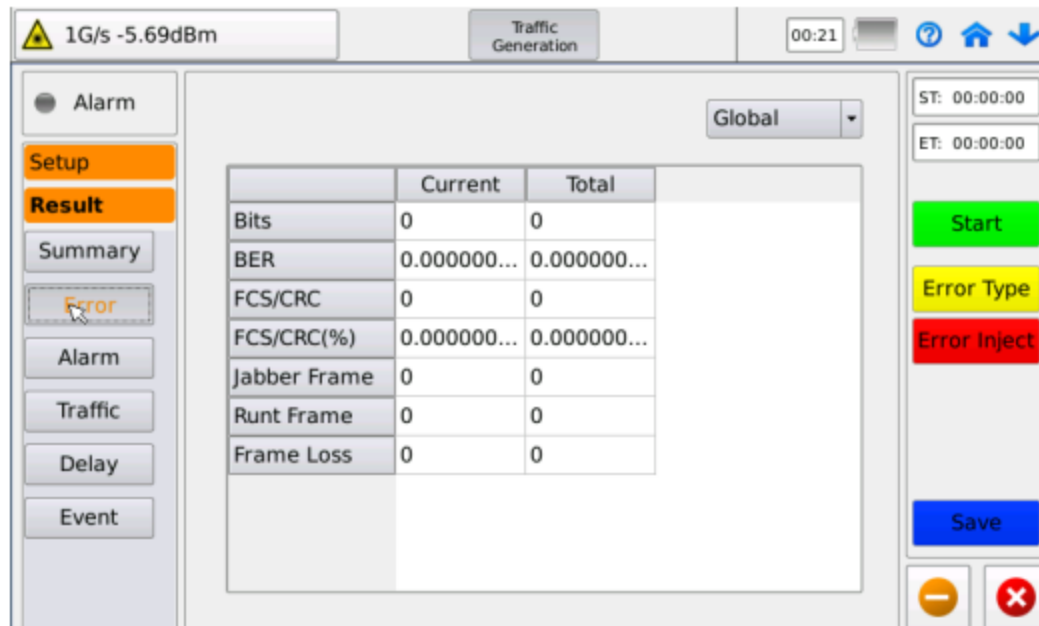 1G/s -5.69dBm
Traffic
Generation
00:21
Alarm
Setup
Result
Summary
Error
Alarm
Traffic
Delay
Event
Global
Current Total
Bits 0 0
BER 0.000000... 0.000000...
FCS/CRC 0 0
FCS/CRC(%) 0.000000... 0.000000...
Jabber Frame 0 0
Runt Frame 0 0
Frame Loss 0 0
ST: 00:00:00
ET: 00:00:00
Start
Error Type
Error Inject
Save